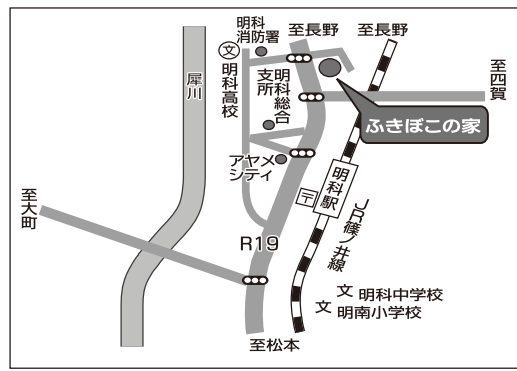 至長野
至長野
明科
消防署
文
明科高校
明科総合
支所
犀川
至四賀
ふきぼこの家
アヤメ
シティ
至大町
〒
明科駅
JR篠ノ井線
R19
文 明科中学校
文 明南小学校
至松本